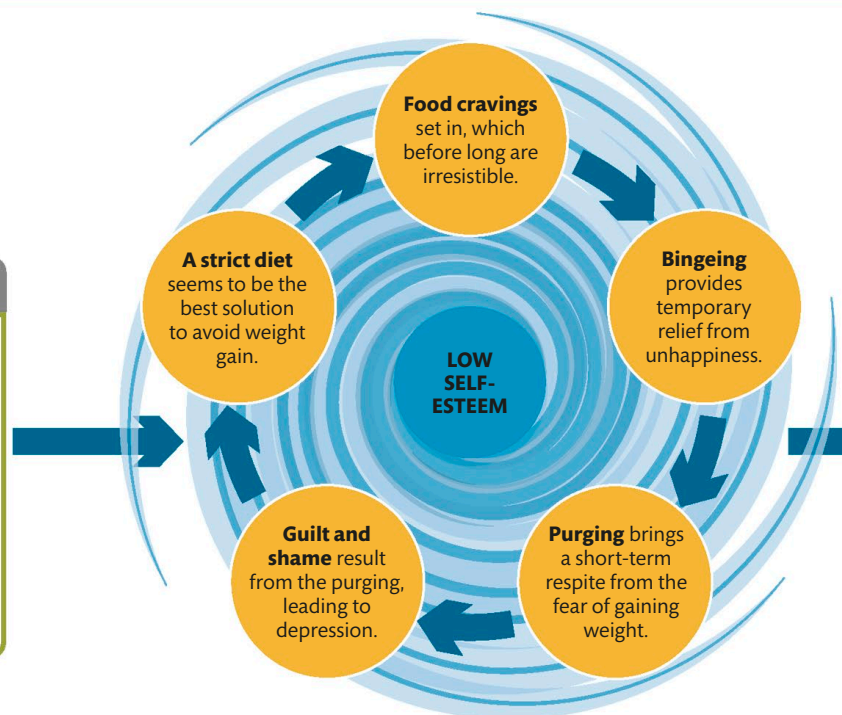 Food cravings
set in, which
before long are
irresistible.
Bingeing
provides
temporary
relief from
unhappiness.
Purging brings
a short-term
respite from the
fear of gaining
weight.
Guilt and
shame result
from the purging,
leading to
depression.
A strict diet
seems to be the
best solution
to avoid weight
gain.
LOW
SELF-
ESTEEM